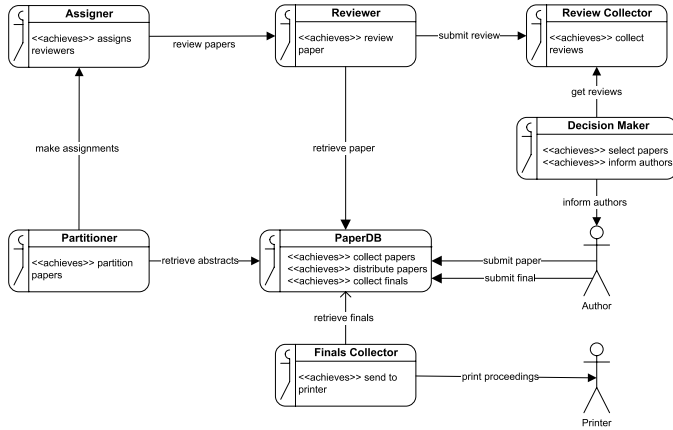 Assigner
<<achieves>> assigns
reviewers
review papers
Reviewer
<<achieves>> review
paper
submit review
Review Collector
<<achieves>> collect
reviews
get reviews
Decision Maker
<<achieves>> select papers
<<achieves>> inform authors
make assignments
retrieve paper
inform authors
Partitioner
<<achieves>> partition
papers
retrieve abstracts
PaperDB
<<achieves>> collect papers
<<achieves>> distribute papers
<<achieves>> collect finals
submit paper
submit final
Author
retrieve finals
Finals Collector
<<achieves>> send to
printer
print proceedings
Printer